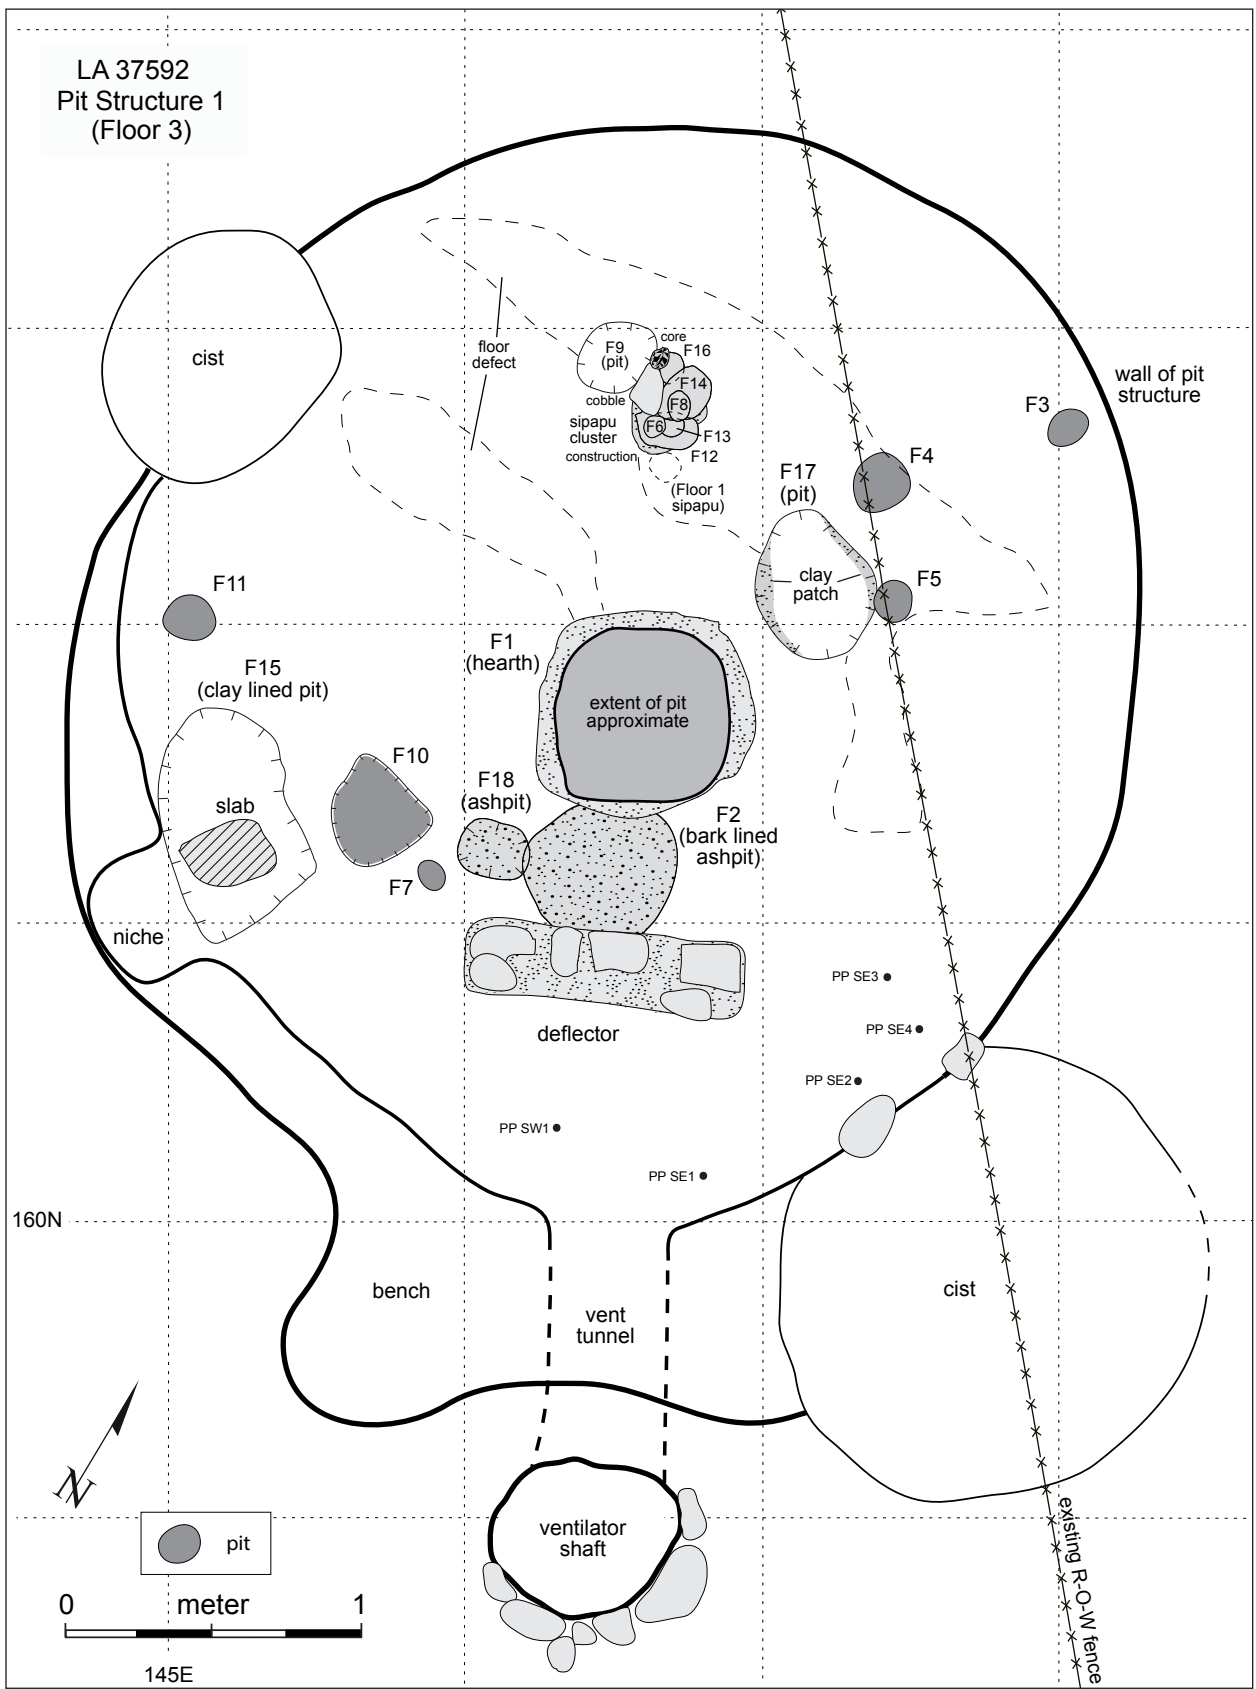 LA 37592
Pit Structure 1
(Floor 3)
cist
floor
defect
F9
(pit)
core
F16
F14
F8
cobble
F6
sipapu
cluster
F13
construction
F12
(Floor 1
sipapu)
wall of pit
structure
F3
F4
F17
(pit)
clay
patch
F5
F11
F1
(hearth)
F15
(clay lined pit)
extent of pit
approximate
F10
slab
F18
(ashpit)
F2
(bark lined
ashpit)
F7
niche
PP SE3
deflector
PP SE4
PP SE2
PP SW1
PP SE1
160N
bench
cist
vent
tunnel
N
ventilator
shaft
existing R-O-W fence
pit
0 meter 1
145E